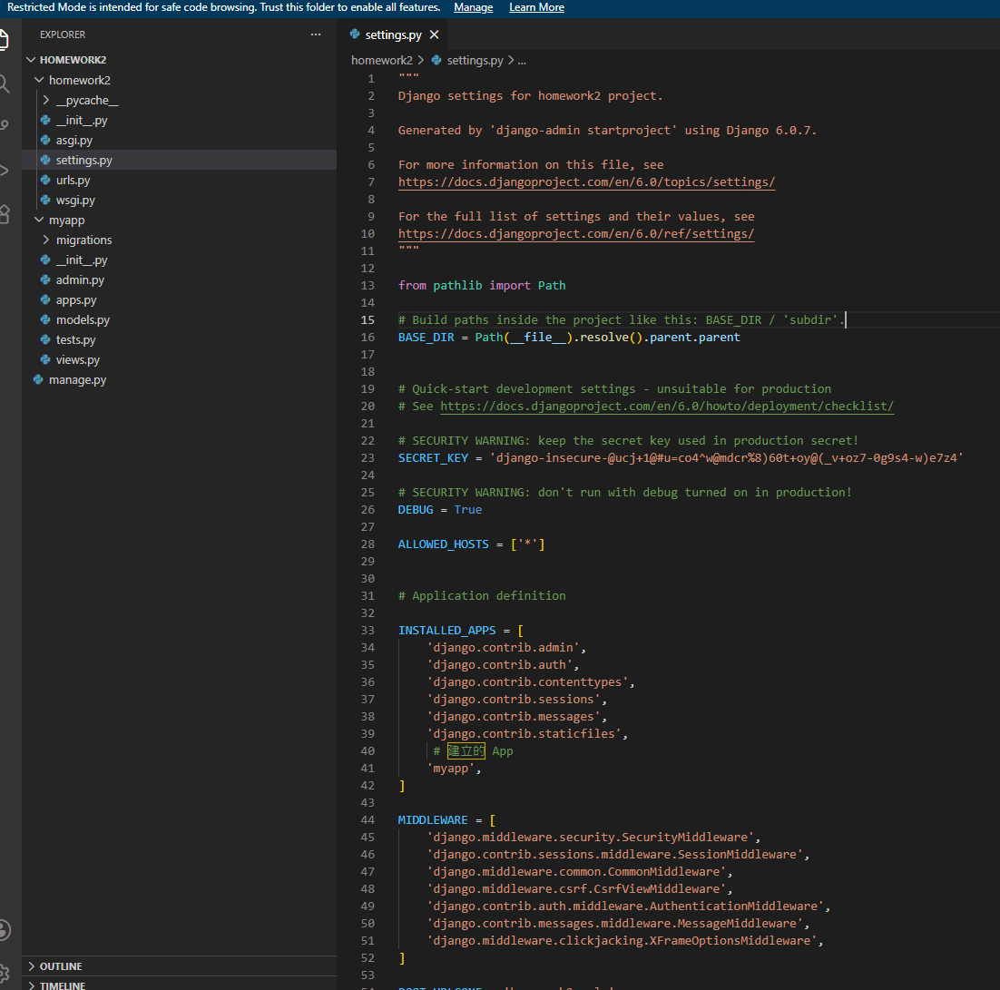 Restricted Mode is intended for safe code browsing. Trust this folder to enable all features. Manage Learn More
EXPLORER
HOMEWORK2
homework2
__pycache__
__init__.py
asgi.py
settings.py
urls.py
wsgi.py
myapp
migrations
__init__.py
admin.py
apps.py
models.py
tests.py
views.py
manage.py
OUTLINE
TIMELINE
settings.py
homework2 > settings.py > ...
1 """
2 Django settings for homework2 project.
3
4 Generated by 'django-admin startproject' using Django 6.0.7.
5
6 For more information on this file, see
7 https://docs.djangoproject.com/en/6.0/topics/settings/
8
9 For the full list of settings and their values, see
10 https://docs.djangoproject.com/en/6.0/ref/settings/
11 """
12
13 from pathlib import Path
14
15 # Build paths inside the project like this: BASE_DIR / 'subdir'.
16 BASE_DIR = Path(__file__).resolve().parent.parent
17
18
19 # Quick-start development settings - unsuitable for production
20 # See https://docs.djangoproject.com/en/6.0/howto/deployment/checklist/
21
22 # SECURITY WARNING: keep the secret key used in production secret!
23 SECRET_KEY = 'django-insecure-@ucj+1@#u=co4^w@mdcr%8)60t+oy@(_v+oz7-0g9s4-w)e7z4'
24
25 # SECURITY WARNING: don't run with debug turned on in production!
26 DEBUG = True
27
28 ALLOWED_HOSTS = ['*']
29
30
31 # Application definition
32
33 INSTALLED_APPS = [
34 'django.contrib.admin',
35 'django.contrib.auth',
36 'django.contrib.contenttypes',
37 'django.contrib.sessions',
38 'django.contrib.messages',
39 'django.contrib.staticfiles',
40 # 建立的 App
41 'myapp',
42 ]
43
44 MIDDLEWARE = [
45 'django.middleware.security.SecurityMiddleware',
46 'django.contrib.sessions.middleware.SessionMiddleware',
47 'django.middleware.common.CommonMiddleware',
48 'django.middleware.csrf.CsrfViewMiddleware',
49 'django.contrib.auth.middleware.AuthenticationMiddleware',
50 'django.contrib.messages.middleware.MessageMiddleware',
51 'django.middleware.clickjacking.XFrameOptionsMiddleware',
52 ]
53